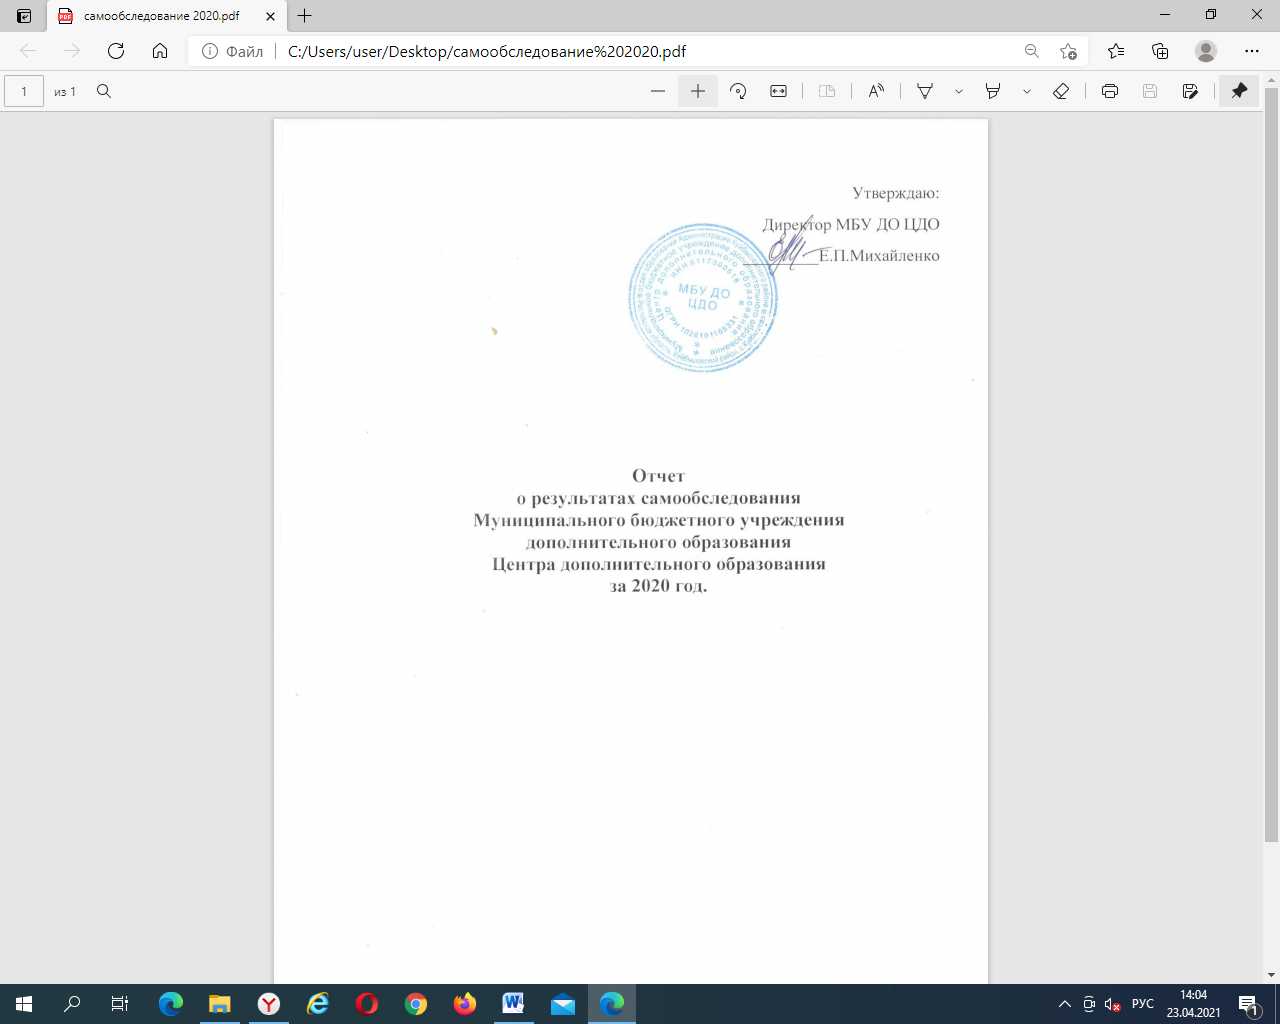 самообследование 2020.pdf
Файл
C:/Users/user/Desktop/самообследование%202020.pdf
1
из 1
Утверждаю:
Директор МБУ ДО ЦДО
Е.П.Михайленко
МБУ ДО
ЦДО
Отчет
о результатах самообследования
Муниципального бюджетного учреждения
дополнительного образования
Центра дополнительного образования
за 2020 год.
РУС
14:04
23.04.2021
1